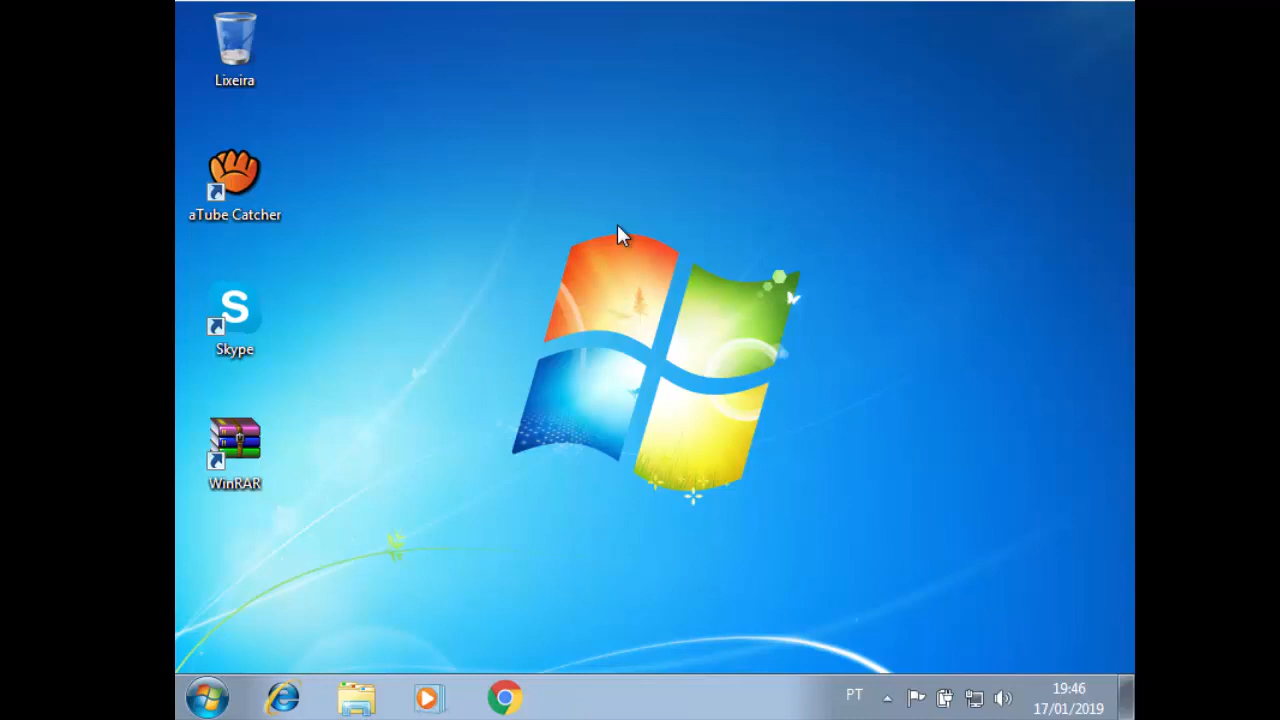 Lixeira
aTube Catcher
S
Skype
WinRAR
PT
19:46
17/01/2019